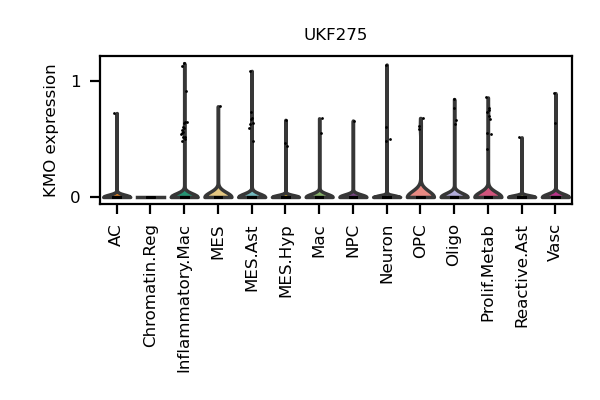 UKF275
KMO expression
1
0
AC
Chromatin.Reg
Inflammatory.Mac
MES
MES.Ast
MES.Hyp
Mac
NPC
Neuron
OPC
Oligo
Prolif.Metab
Reactive.Ast
Vasc